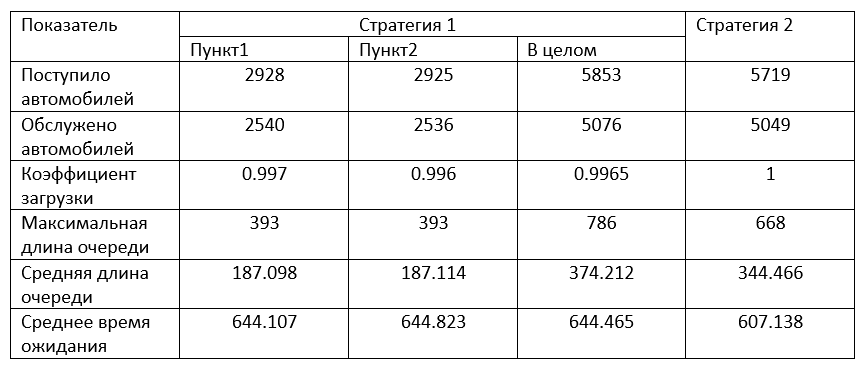 Показатель Стратегия 1 Стратегия 2
Пункт1 Пункт2 В целом
Поступило
автомобилей 2928 2925 5853 5719
Обслужено
автомобилей 2540 2536 5076 5049
Коэффициент
загрузки 0.997 0.996 0.9965 1
Максимальная
длина очереди 393 393 786 668
Средняя длина
очереди 187.098 187.114 374.212 344.466
Среднее время
ожидания 644.107 644.823 644.465 607.138